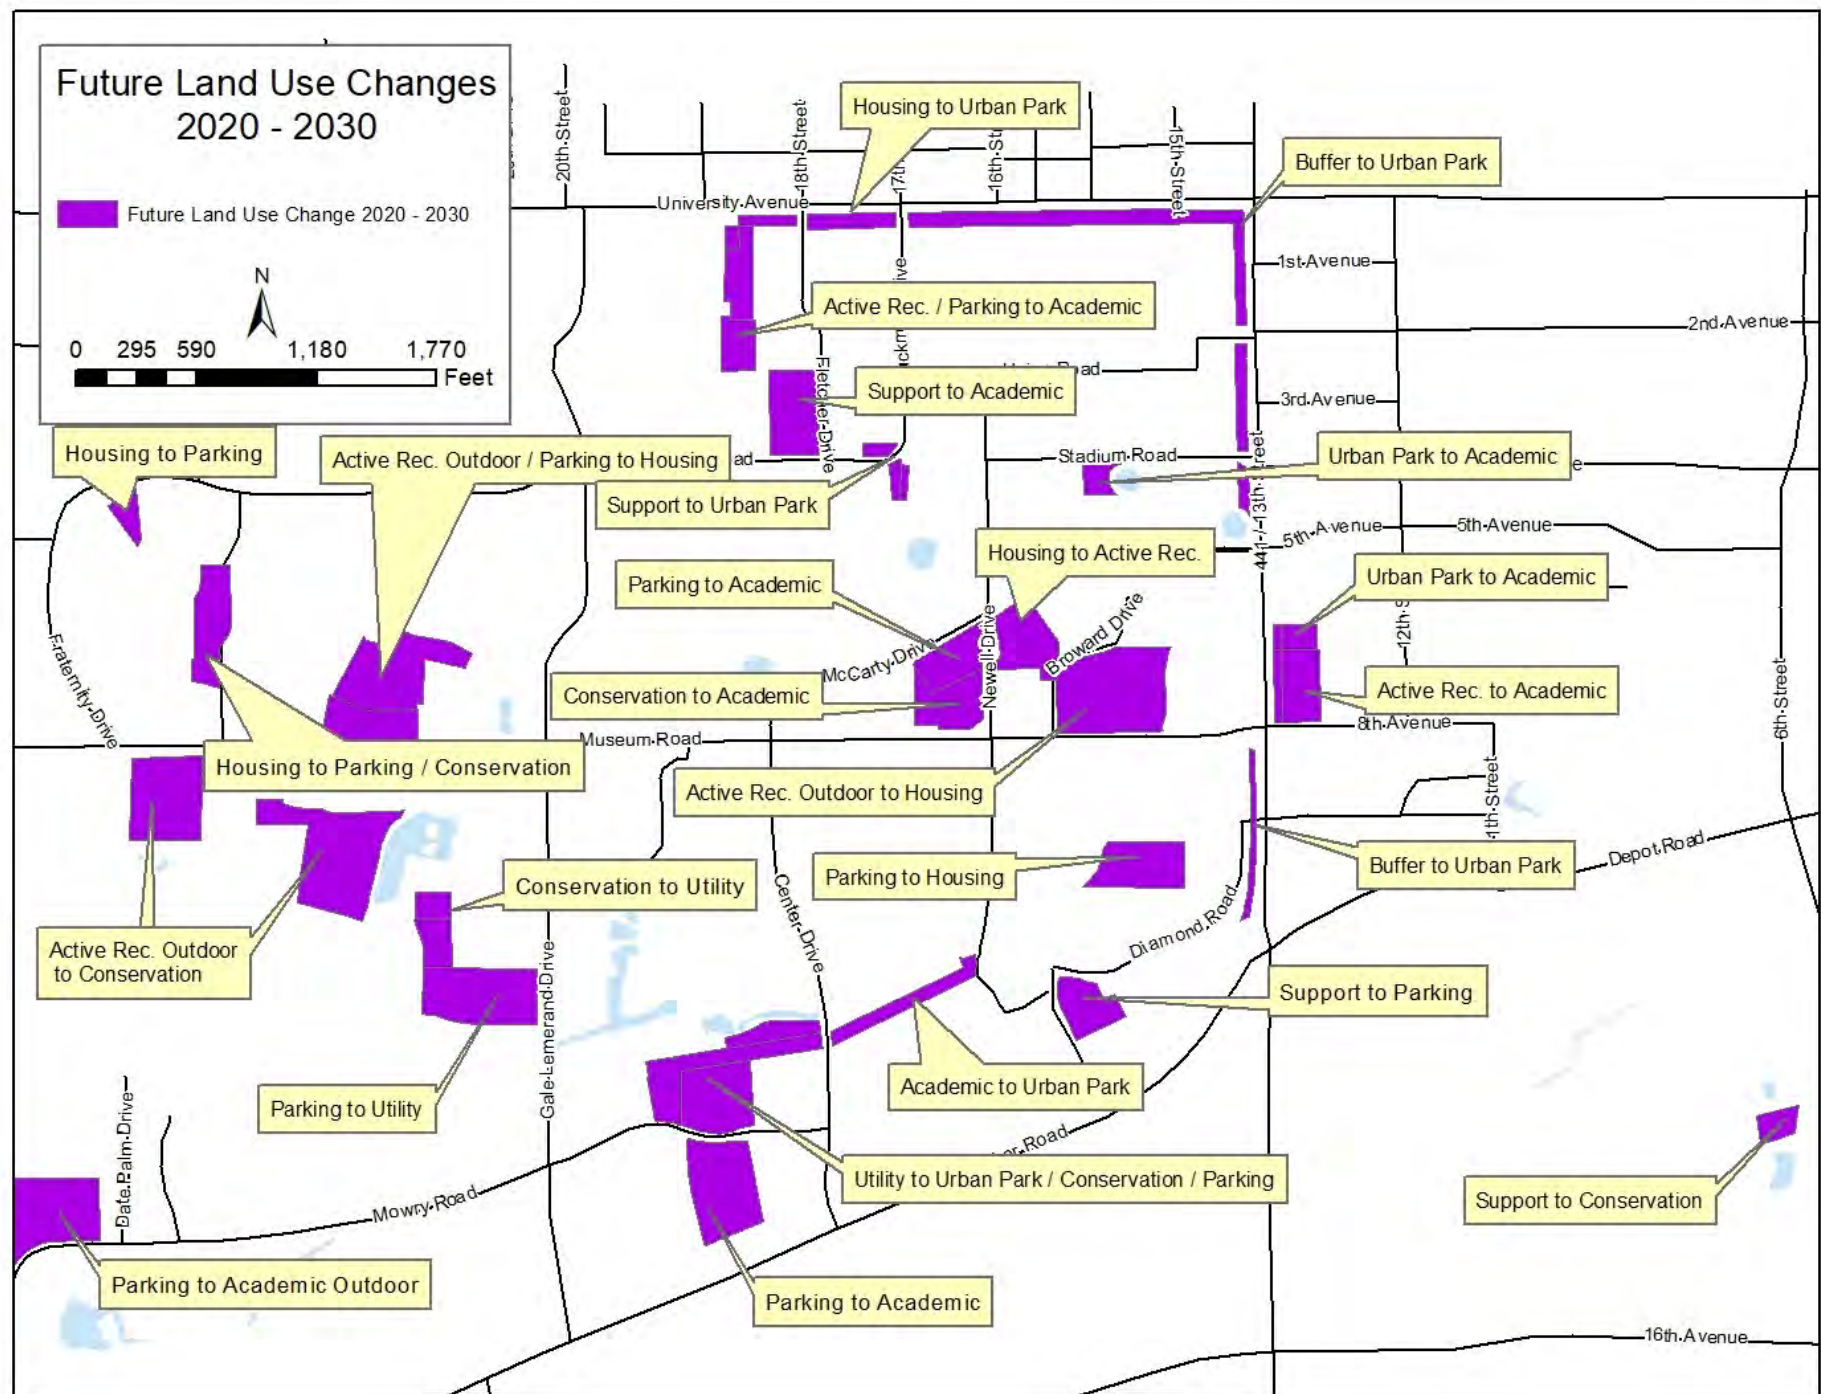 Future Land Use Changes
2020 - 2030
Future Land Use Change 2020 - 2030
N
0 295 590 1,180 1,770
Feet
20th Street
18th Street
17th
15th Street
Housing to Urban Park
Buffer to Urban Park
University Avenue
1st Avenue
Active Rec. / Parking to Academic
2nd Avenue
Road
Fletcher Drive
Support to Academic
3rd Avenue
Housing to Parking
Active Rec. Outdoor / Parking to Housing
Stadium Road
441 / 13th Street
Urban Park to Academic
Support to Urban Park
5th Avenue
5th Avenue
Housing to Active Rec.
Parking to Academic
Urban Park to Academic
Newell Drive
Broward Drive
McCarty Drive
Fraternity Drive
Conservation to Academic
Active Rec. to Academic
6th Street
8th Avenue
Museum Road
Housing to Parking / Conservation
Active Rec. Outdoor to Housing
Depot Road
Buffer to Urban Park
Parking to Housing
Conservation to Utility
Center Drive
Diamond Road
Active Rec. Outdoor
to Conservation
Gale Lemerand Drive
Support to Parking
Academic to Urban Park
Parking to Utility
Date Palm Drive
Road
Utility to Urban Park / Conservation / Parking
Support to Conservation
Mowry Road
Parking to Academic Outdoor
Parking to Academic
16th Avenue